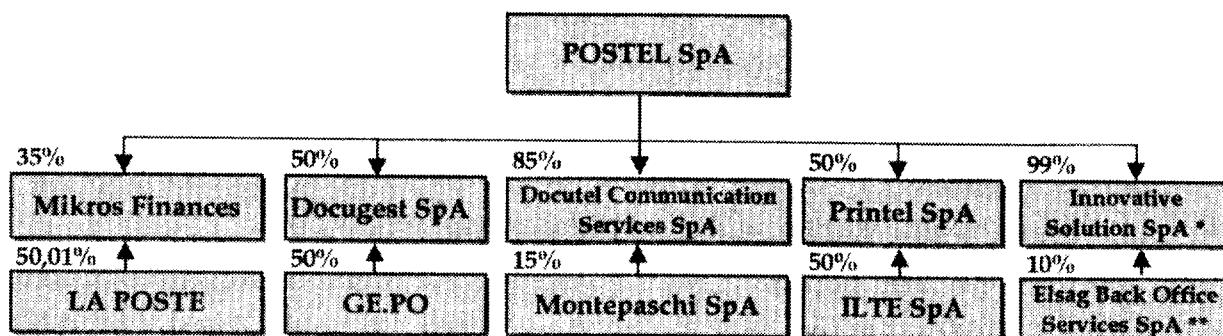 POSTEL SpA
35%
50%
85%
50%
99%
Mikros Finances
Docugest SpA
Docutel Communication
Services SpA
Printel SpA
Innovative
Solution SpA *
50,01%
50%
15%
50%
10%
LA POSTE
GE.PO
Montepaschi SpA
ILTE SpA
Elsag Back Office
Services SpA **